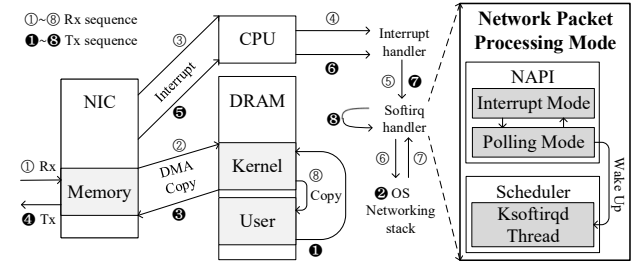 ①~⑧ Rx sequence
❶~❽ Tx sequence
③
CPU
④
❻
Interrupt
handler
Interrupt
❺
⑤
❼
NIC
DRAM
Softirq
handler
❽
②
DMA
Copy
❸
① Rx
Memory
❹ Tx
Kernel
⑧
Copy
User
❶
⑥
⑦
❷ OS
Networking
stack
Network Packet
Processing Mode
NAPI
Interrupt Mode
Polling Mode
Wake Up
Scheduler
Ksoftirqd
Thread